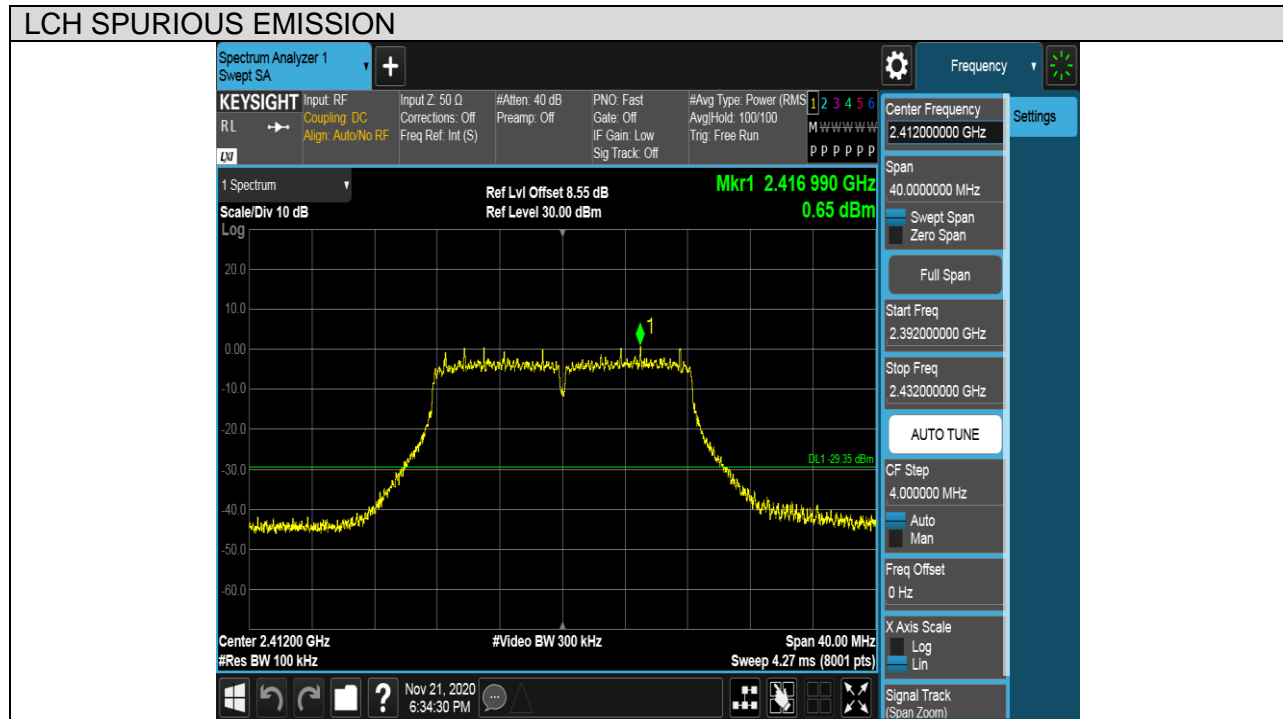 LCH SPURIOUS EMISSION
Spectrum Analyzer 1
Swept SA
Frequency
KEYSIGHT
RL
LXI
Input: RF
Coupling: DC
Align: Auto/No RF
Input Z: 50 Ω
Corrections: Off
Freq Ref: Int (S)
#Atten: 40 dB
Preamp: Off
PNO: Fast
Gate: Off
IF Gain: Low
Sig Track: Off
#Avg Type: Power (RMS
Avg|Hold: 100/100
Trig: Free Run
1 2 3 4 5 6
M W W W W W
P P P P P P
1 Spectrum
Scale/Div 10 dB
Log
Ref Lvl Offset 8.55 dB
Ref Level 30.00 dBm
Mkr1 2.416 990 GHz
0.65 dBm
20.0
10.0
0.00
-10.0
-20.0
-30.0
-40.0
-50.0
-60.0
1
DL1 -29.35 dBm
Center 2.41200 GHz
#Res BW 100 kHz
#Video BW 300 kHz
Span 40.00 MHz
Sweep 4.27 ms (8001 pts)
Center Frequency
2.412000000 GHz
Settings
Span
40.0000000 MHz
Swept Span
Zero Span
Full Span
Start Freq
2.392000000 GHz
Stop Freq
2.432000000 GHz
AUTO TUNE
CF Step
4.000000 MHz
Auto
Man
Freq Offset
0 Hz
X Axis Scale
Log
Lin
Signal Track
(Span Zoom)
?
Nov 21, 2020
6:34:30 PM